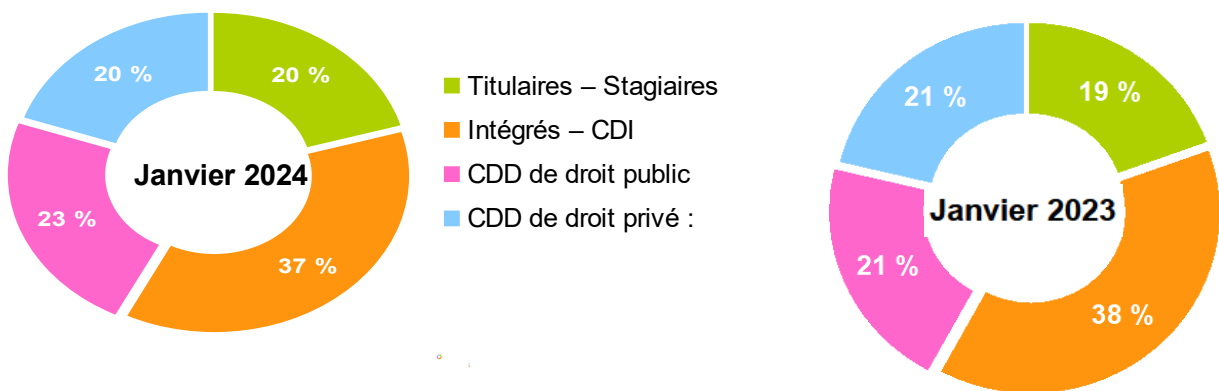 20 %
20 %
Janvier 2024
23 %
37 %
Titulaires – Stagiaires
Intégrés – CDI
CDD de droit public
CDD de droit privé :
21 %
19 %
Janvier 2023
21 %
38 %